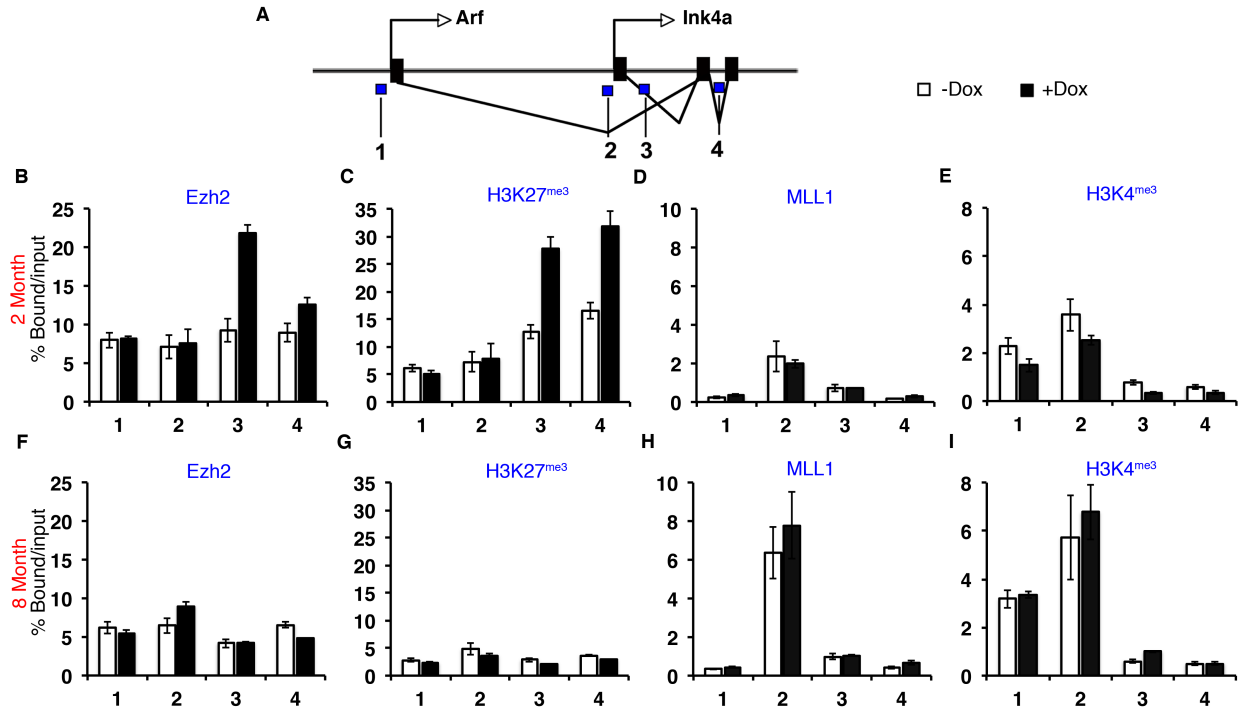 A
Arf
Ink4a
-Dox
+Dox
1
2
3
4
B
Ezh2
2 Month
% Bound/input
25
20
15
10
5
0
1 2 3 4
C
H3K27me3
35
30
25
20
15
10
5
0
1 2 3 4
D
MLL1
10
8
6
4
2
0
1 2 3 4
E
H3K4me3
8
6
4
2
0
1 2 3 4
F
Ezh2
8 Month
% Bound/input
25
20
15
10
5
0
1 2 3 4
G
H3K27me3
35
30
25
20
15
10
5
0
1 2 3 4
H
MLL1
10
8
6
4
2
0
1 2 3 4
I
H3K4me3
8
6
4
2
0
1 2 3 4